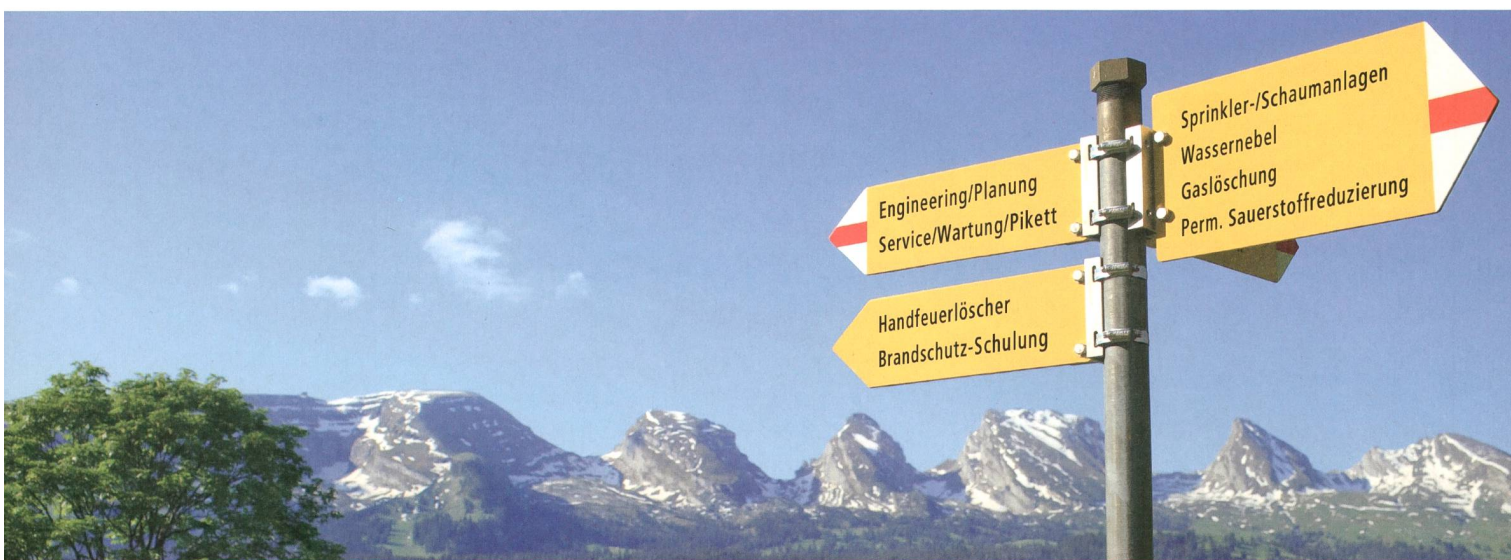 Engineering/Planung
Service/Wartung/Pikett
Handfeuerlöscher
Brandschutz-Schulung
Sprinkler-/Schaumanlagen
Wassernebel
Gaslöschung
Perm. Sauerstoffreduzierung